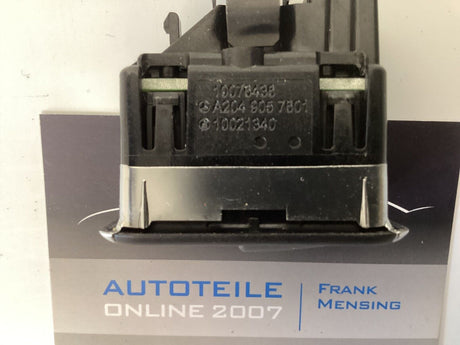 10078438
A204 905 7801
10021340
AUTOTEILE
ONLINE 2007
FRANK
MENSING